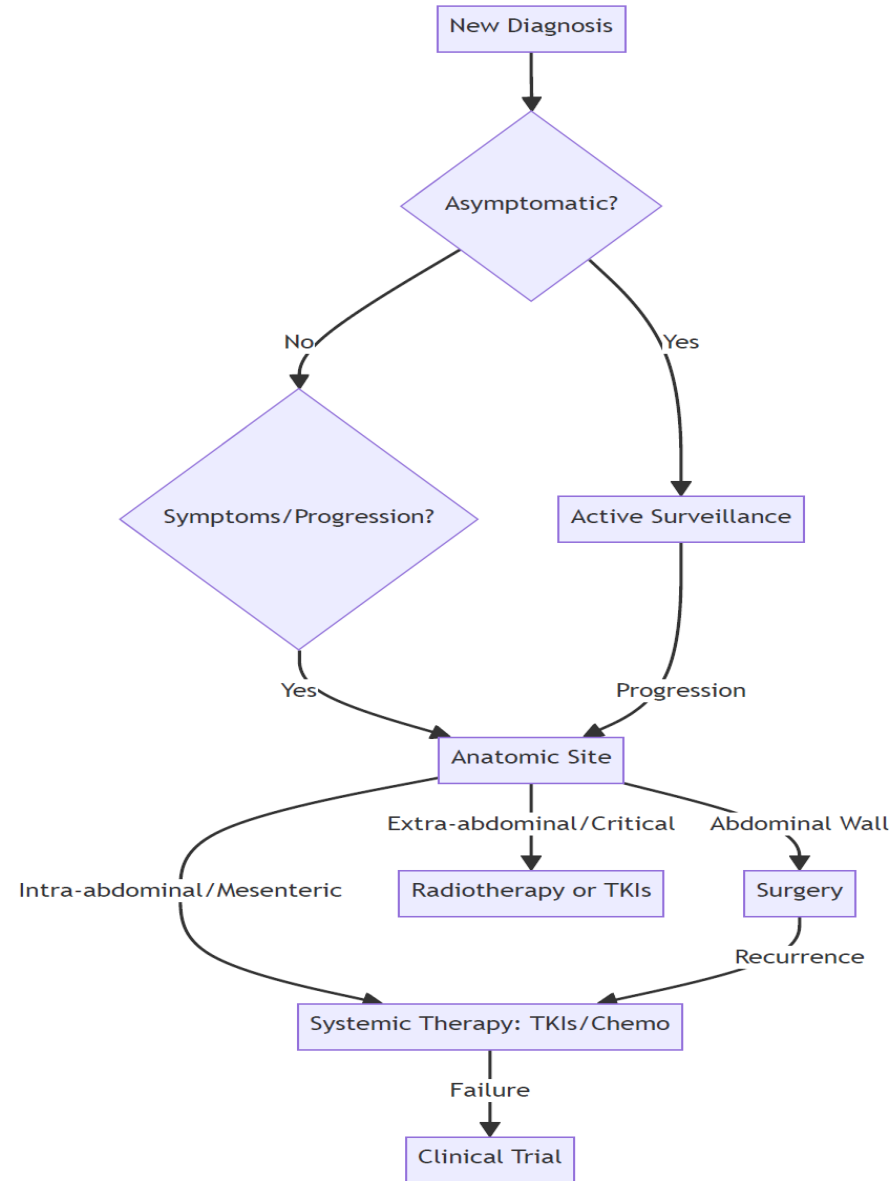 New Diagnosis
Asymptomatic?
No
Yes
Symptoms/Progression?
Active Surveillance
Yes
Progression
Anatomic Site
Extra-abdominal/Critical
Abdominal Wall
Intra-abdominal/Mesenteric
Radiotherapy or TKIs
Surgery
Recurrence
Systemic Therapy: TKIs/Chemo
Failure
Clinical Trial